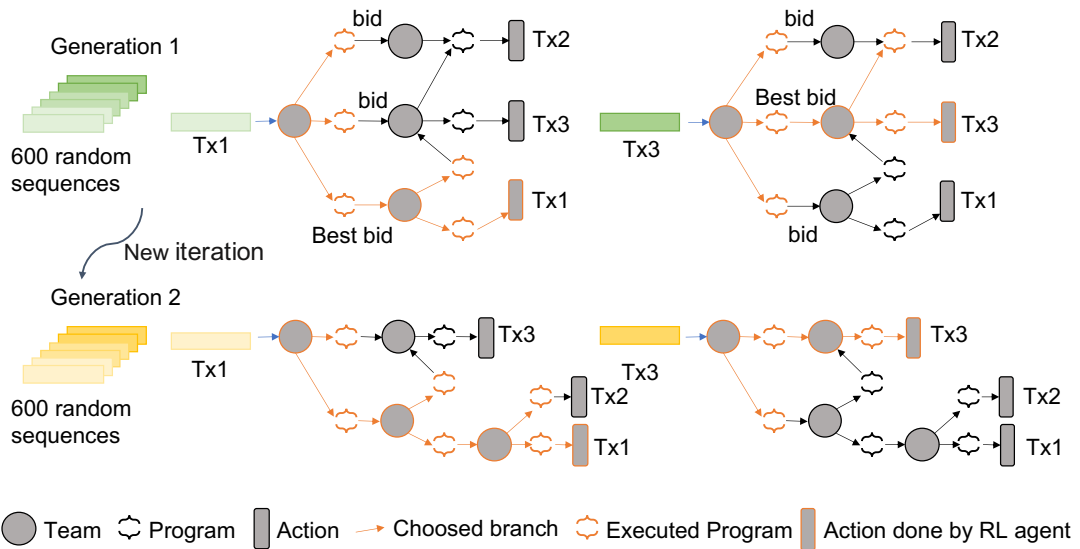 Generation 1
600 random
sequences
Tx1
bid
bid
Best bid
Tx2
Tx3
Tx1
Tx3
bid
Best bid
bid
Tx2
Tx3
Tx1
New iteration
Generation 2
600 random
sequences
Tx1
Tx3
Tx2
Tx1
Tx3
Tx3
Tx2
Tx1
Team
Program
Action
Choosed branch
Executed Program
Action done by RL agent